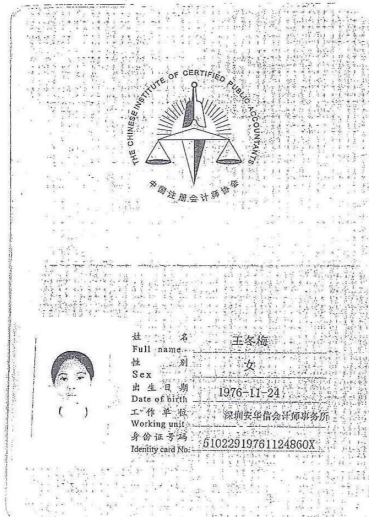 THE CHINESE INSTITUTE OF CERTIFIED PUBLIC ACCOUNTANTS
中国注册会计师协会
姓 名 王冬梅
Full name
性 别 女
Sex
出生日期 1976-11-24
Date of birth
工作单位 深圳安华信会计师事务所
Working unit
身份证号码 51022919761124860X
Identity card No.